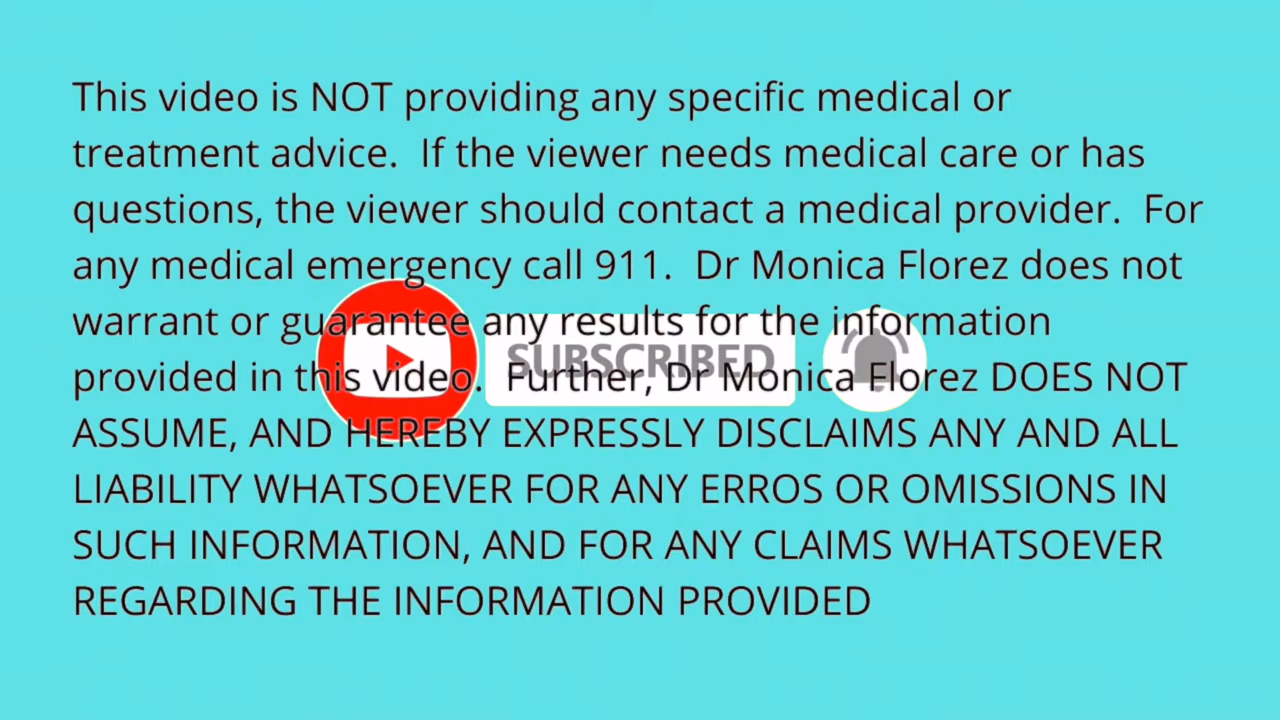 This video is NOT providing any specific medical or
treatment advice.  If the viewer needs medical care or has
questions, the viewer should contact a medical provider.  For
any medical emergency call 911.  Dr Monica Florez does not
warrant or guarantee any results for the information
SUBSCRIBED
provided in this video.  Further, Dr Monica Florez DOES NOT
ASSUME, AND HEREBY EXPRESSLY DISCLAIMS ANY AND ALL
LIABILITY WHATSOEVER FOR ANY ERROS OR OMISSIONS IN
SUCH INFORMATION, AND FOR ANY CLAIMS WHATSOEVER
REGARDING THE INFORMATION PROVIDED